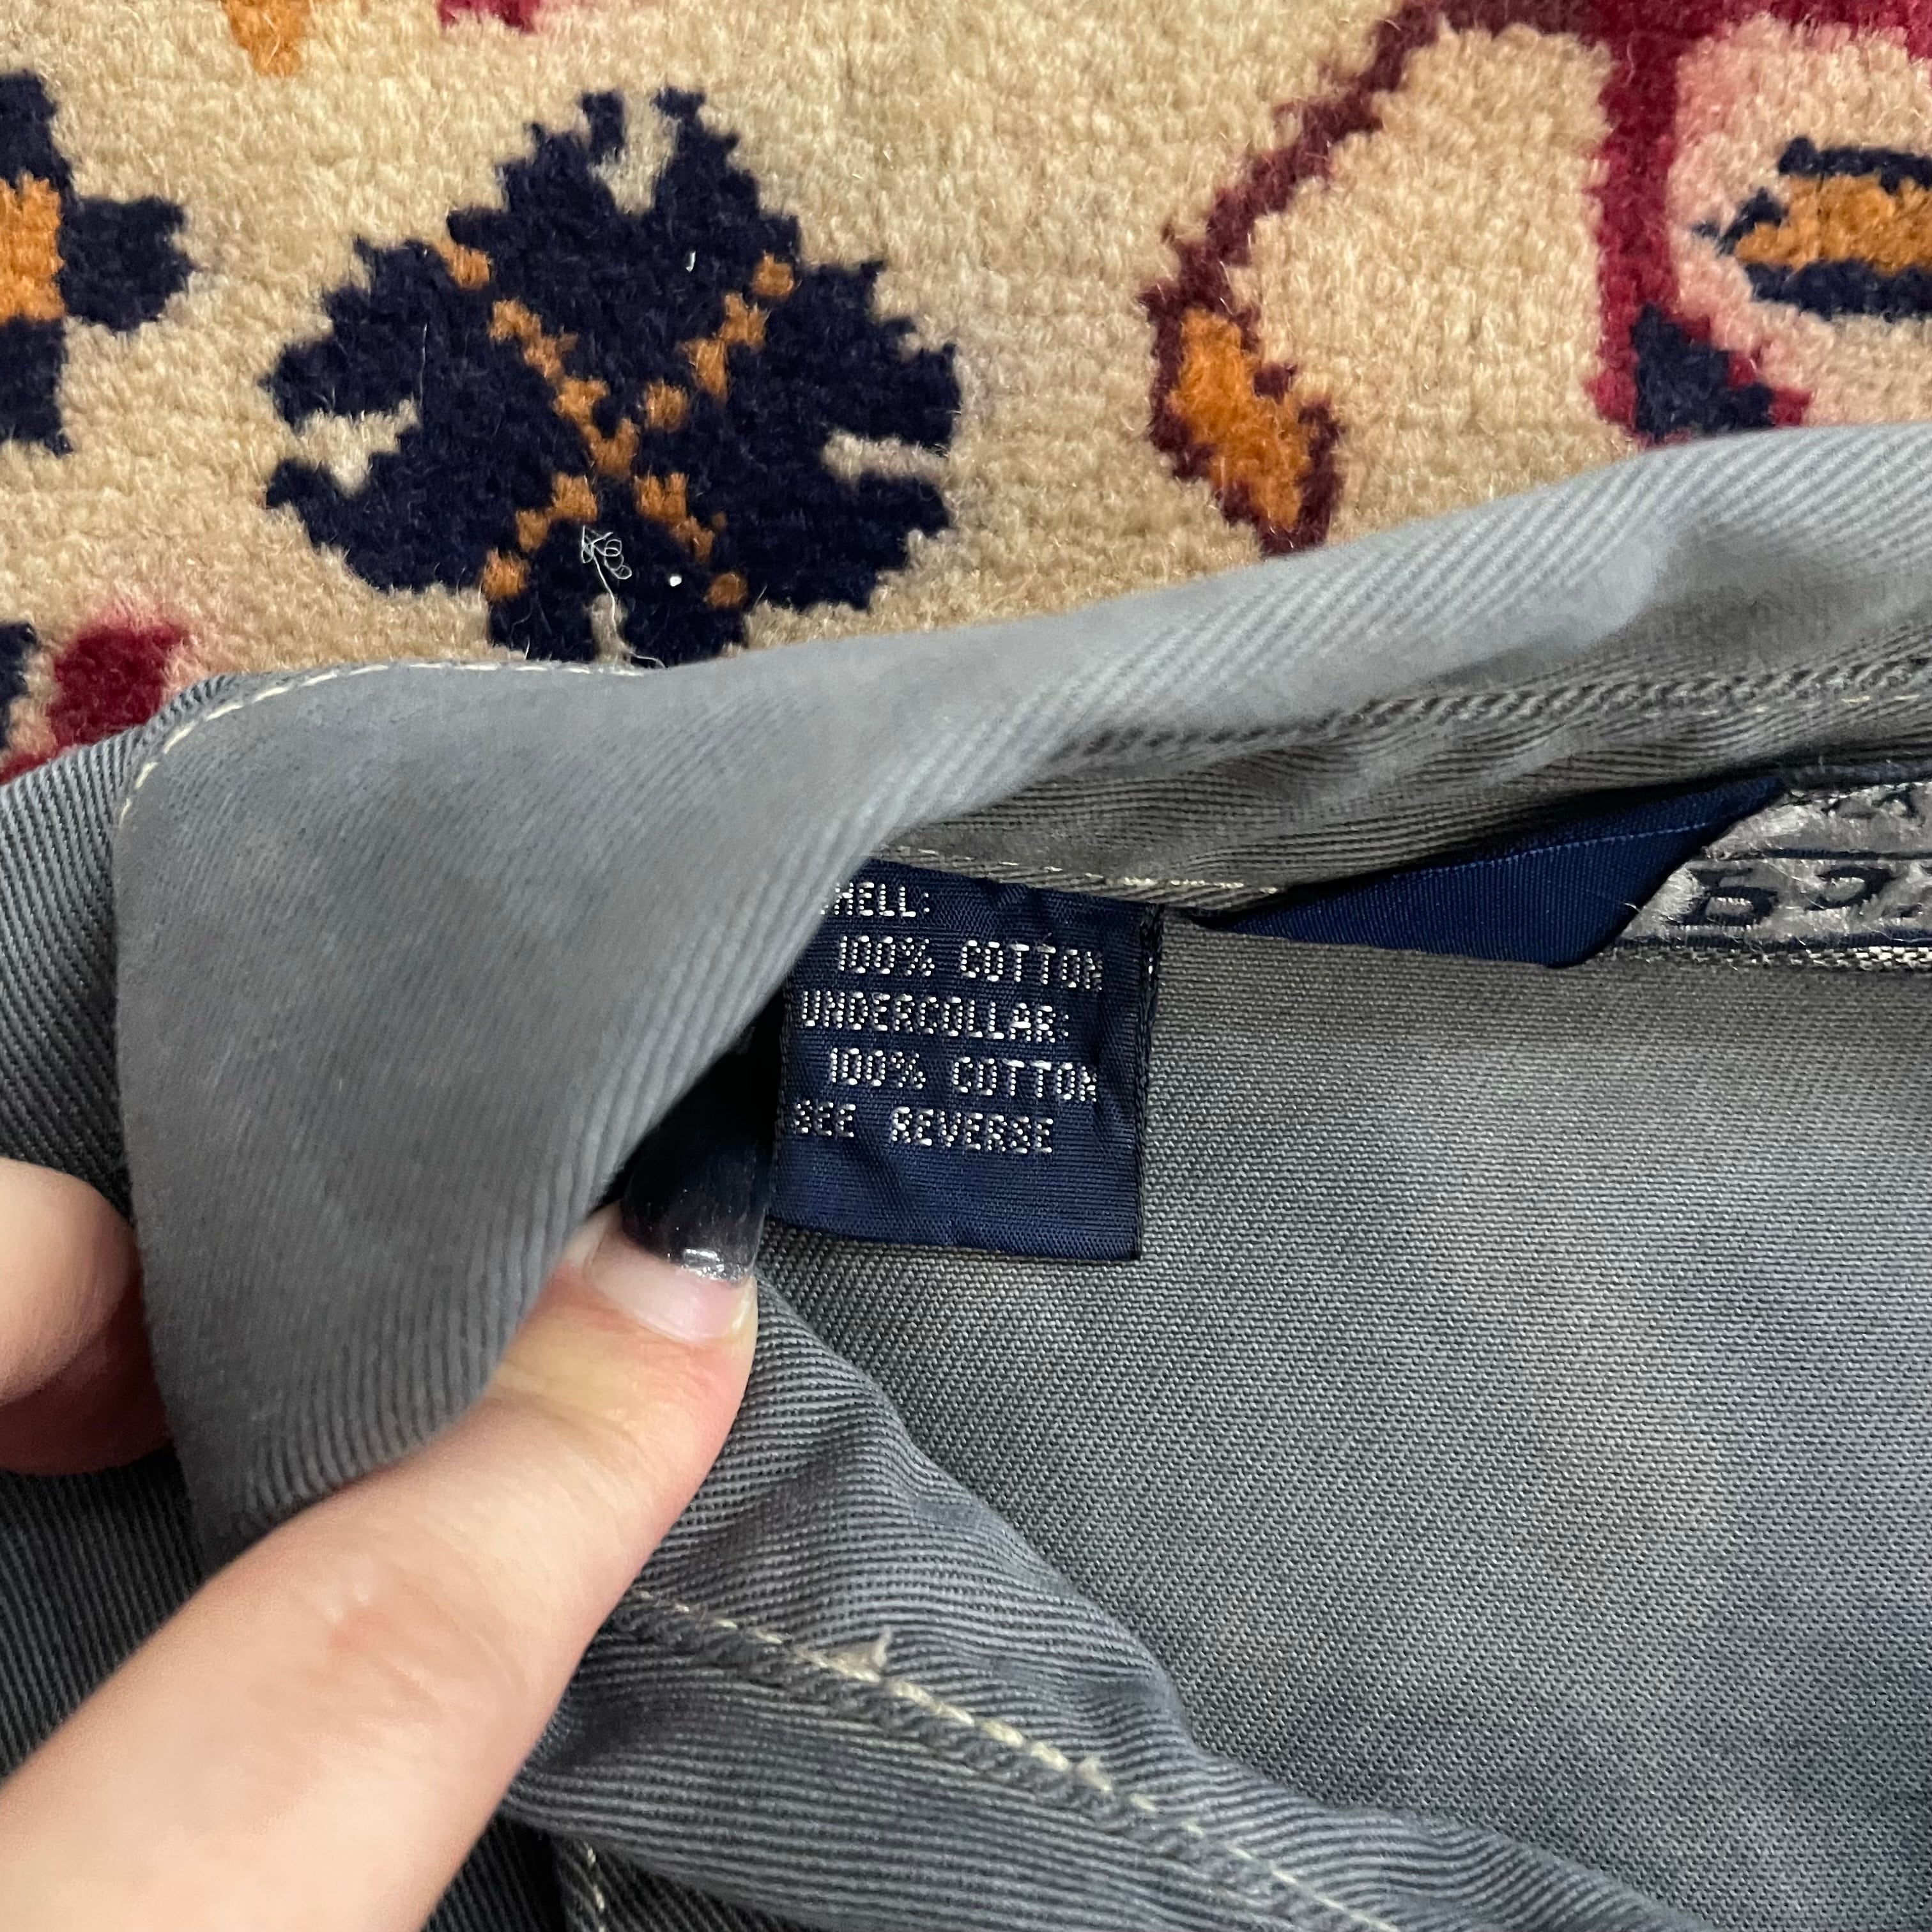 HELL:
100% COTTON
UNDERCOLLAR:
100% COTTON
SEE REVERSE